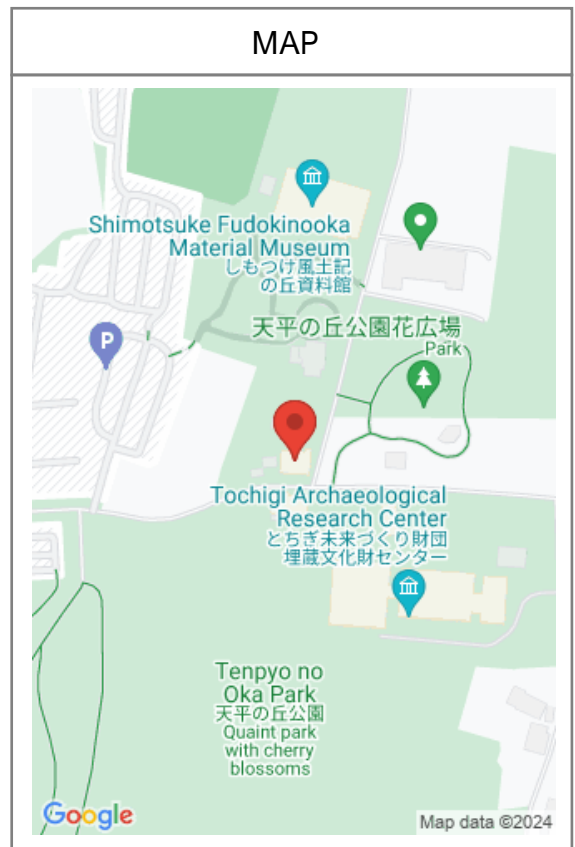 MAP
Shimotsuke Fudokinooka
Material Museum
しもつけ風土記
の丘資料館
天平の丘公園花広場
Park
P
Tochigi Archaeological
Research Center
とちぎ未来づくり財団
埋蔵文化財センター
Tenpyo no
Oka Park
天平の丘公園
Quaint park
with cherry
blossoms
Google
Map data ©2024